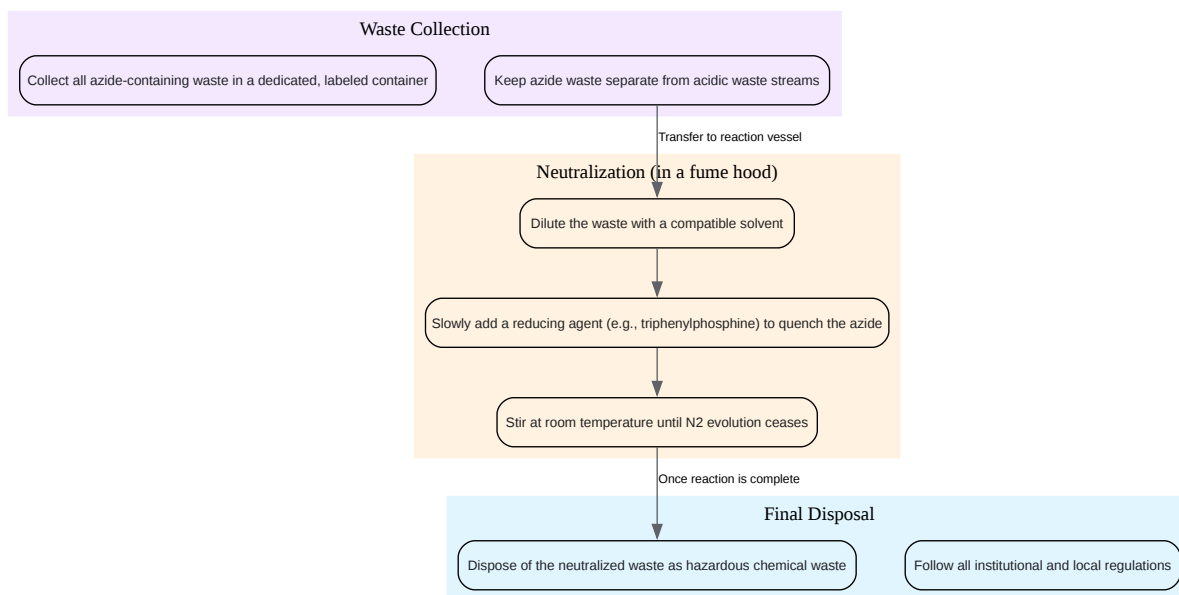 Waste Collection
Collect all azide-containing waste in a dedicated, labeled container
Keep azide waste separate from acidic waste streams
Transfer to reaction vessel
Neutralization (in a fume hood)
Dilute the waste with a compatible solvent
Slowly add a reducing agent (e.g., triphenylphosphine) to quench the azide
Stir at room temperature until N2 evolution ceases
Once reaction is complete
Final Disposal
Dispose of the neutralized waste as hazardous chemical waste
Follow all institutional and local regulations